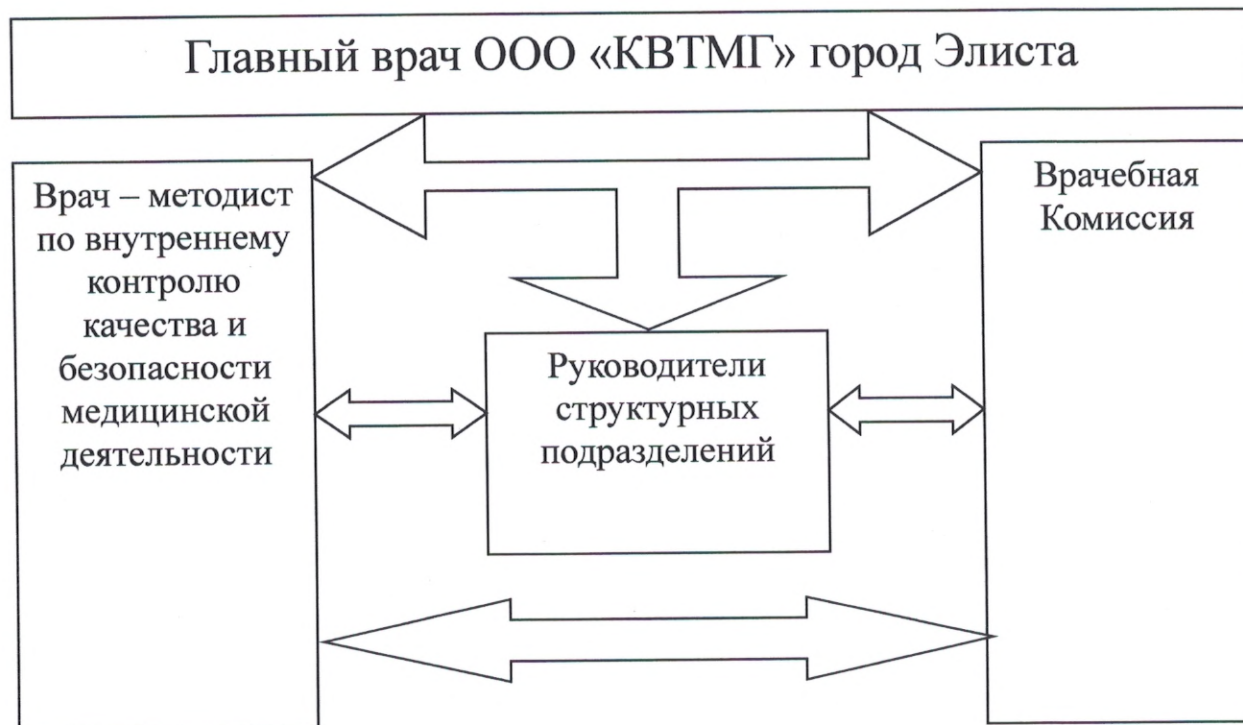 Главный врач ООО «КВТМГ» город Элиста
Врач – методист
по внутреннему
контролю
качества и
безопасности
медицинской
деятельности
Руководители
структурных
подразделений
Врачебная
Комиссия